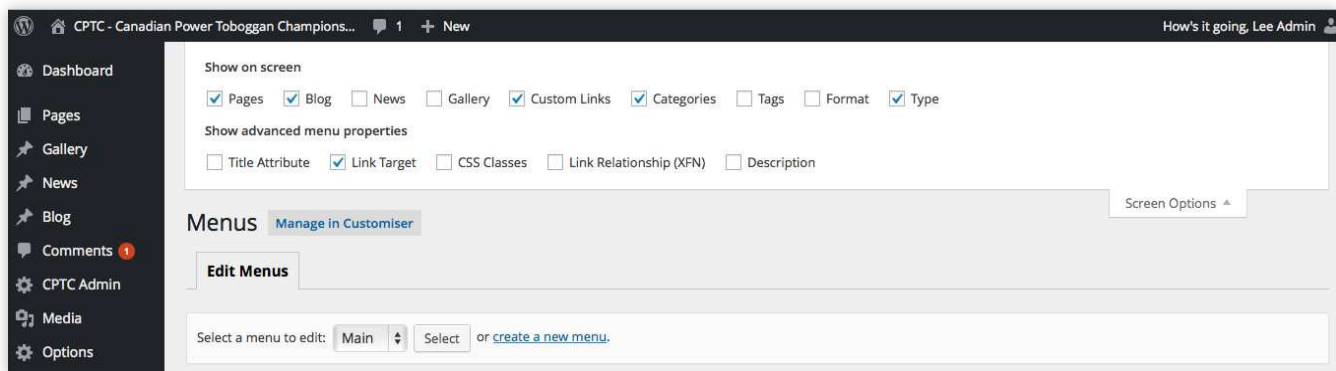 CPTC - Canadian Power Toboggan Champions... 1 + New How's it going, Lee Admin
Dashboard
Pages
Gallery
News
Blog
Comments 1
CPTC Admin
Media
Options
Show on screen
Pages Blog News Gallery Custom Links Categories Tags Format Type
Show advanced menu properties
Title Attribute Link Target CSS Classes Link Relationship (XFN) Description
Screen Options
Menus Manage in Customiser
Edit Menus
Select a menu to edit: Main Select or create a new menu.